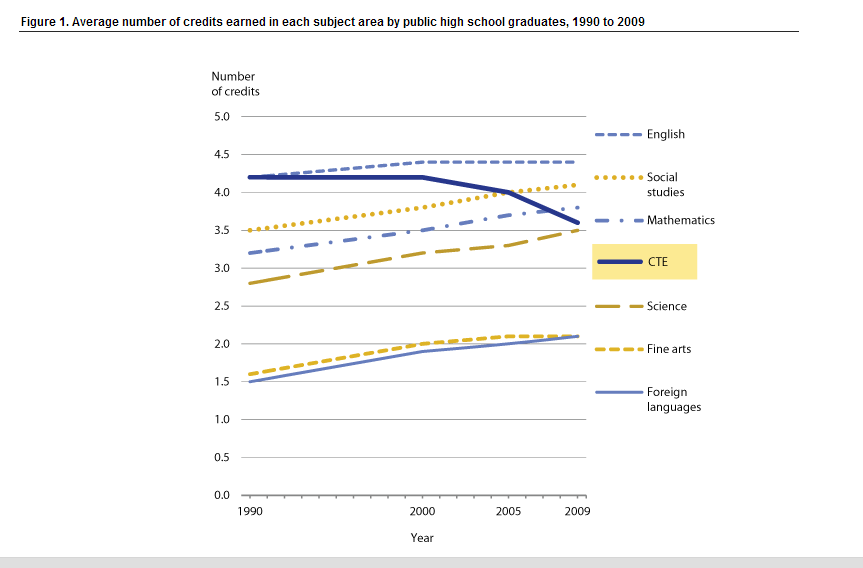 Figure 1. Average number of credits earned in each subject area by public high school graduates, 1990 to 2009
Number
of credits
5.0
4.5
4.0
3.5
3.0
2.5
2.0
1.5
1.0
0.5
0.0
1990
2000
2005
2009
Year
English
Social
studies
Mathematics
CTE
Science
Fine arts
Foreign
languages